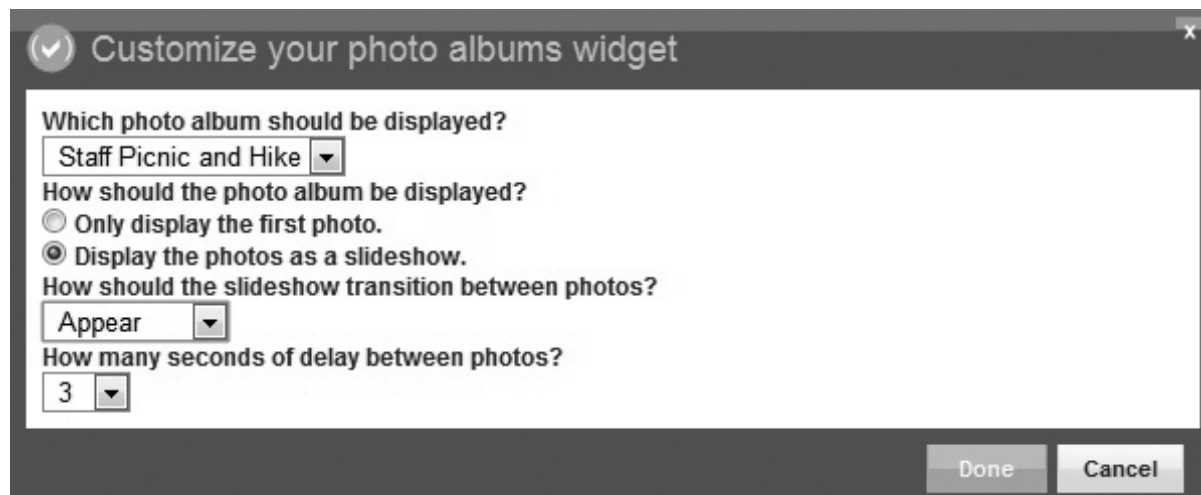 Customize your photo albums widget
x
Which photo album should be displayed?
Staff Picnic and Hike
How should the photo album be displayed?
Only display the first photo.
Display the photos as a slideshow.
How should the slideshow transition between photos?
Appear
How many seconds of delay between photos?
3
Done Cancel